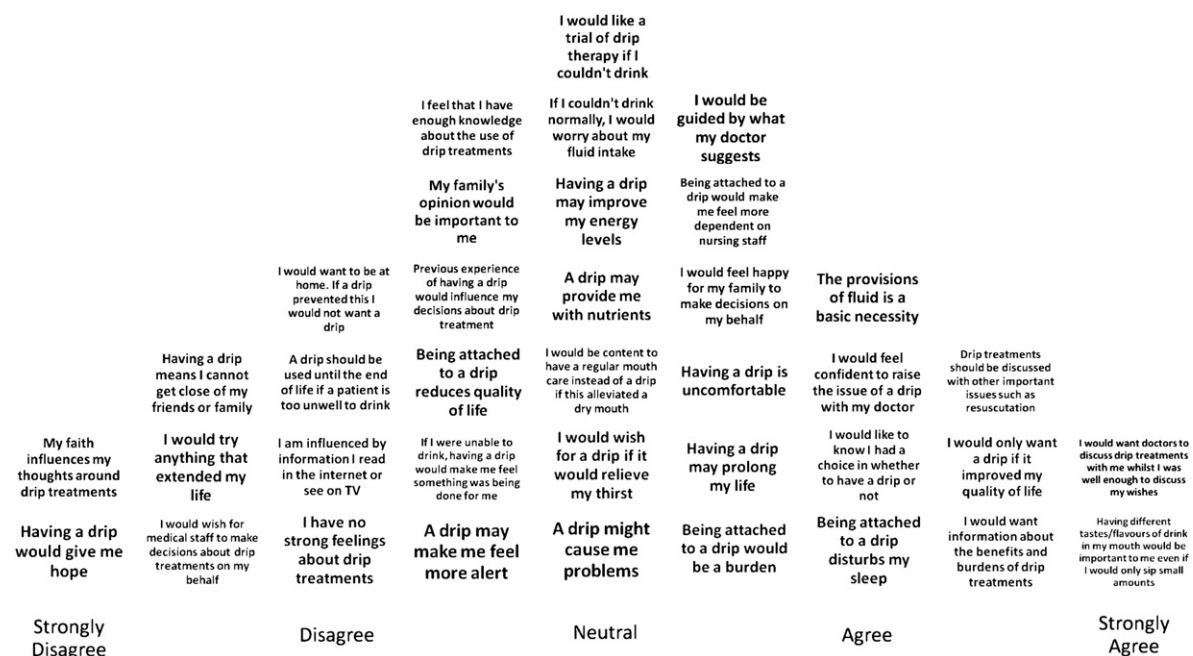 I would like a
trial of drip
therapy if I
couldn't drink
I feel that I have
enough knowledge
about the use of
drip treatments
If I couldn't drink
normally, I would
worry about my
fluid intake
I would be
guided by what
my doctor
suggests
My family's
opinion would
be important to
me
Having a drip
may improve
my energy
levels
Being attached to a
drip would make
me feel more
dependent on
nursing staff
I would want to be at
home. If a drip
prevented this I
would not want a
drip
Previous experience
of having a drip
would influence my
decisions about drip
treatment
A drip may
provide me
with nutrients
I would feel happy
for my family to
make decisions on
my behalf
The provisions
of fluid is a
basic necessity
Having a drip
means I cannot
get close of my
friends or family
A drip should be
used until the end
of life if a patient is
too unwell to drink
Being attached
to a drip
reduces quality
of life
I would be content to
have a regular mouth
care instead of a drip
if this alleviated a
dry mouth
Having a drip is
uncomfortable
I would feel
confident to raise
the issue of a drip
with my doctor
Drip treatments
should be discussed
with other important
issues such as
resuscutation
My faith
influences my
thoughts around
drip treatments
I would try
anything that
extended my
life
I am influenced by
information I read
in the internet or
see on TV
If I were unable to
drink, having a drip
would make me feel
something was being
done for me
I would wish
for a drip if it
would relieve
my thirst
Having a drip
may prolong
my life
I would like to
know I had a
choice in whether
to have a drip or
not
I would only want
a drip if it
improved my
quality of life
I would want doctors to
discuss drip treatments
with me whilst I was
well enough to discuss
my wishes
Having a drip
would give me
hope
I would wish for
medical staff to make
decisions about drip
treatments on my
behalf
I have no
strong feelings
about drip
treatments
A drip may
make me feel
more alert
A drip might
cause me
problems
Being attached
to a drip would
be a burden
Being attached
to a drip
disturbs my
sleep
I would want
information about
the benefits and
burdens of drip
treatments
Having different
tastes/flavours of drink
in my mouth would be
important to me even if
I would only sip small
amounts
Strongly
Disagree
Disagree
Neutral
Agree
Strongly
Agree